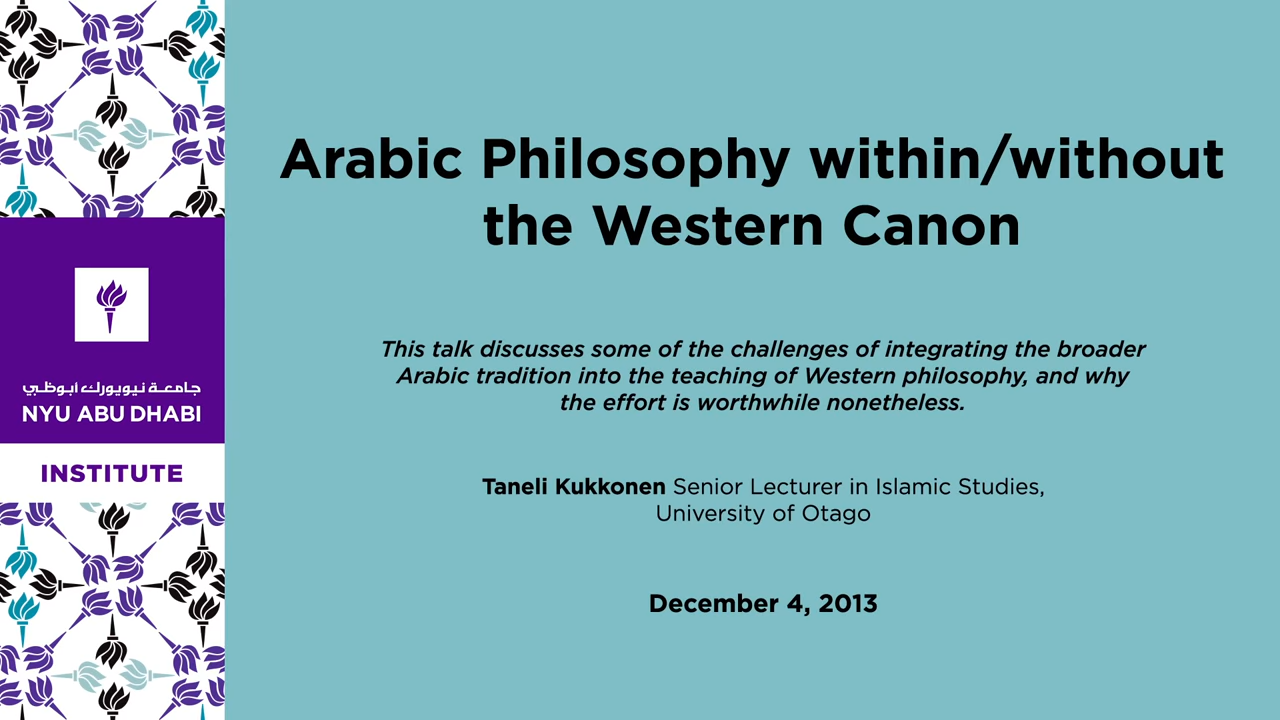 Arabic Philosophy within/without
the Western Canon
This talk discusses some of the challenges of integrating the broader
Arabic tradition into the teaching of Western philosophy, and why
the effort is worthwhile nonetheless.
Taneli Kukkonen Senior Lecturer in Islamic Studies,
University of Otago
December 4, 2013
جامعـة نيويورك أبوظـبي
NYU ABU DHABI
INSTITUTE